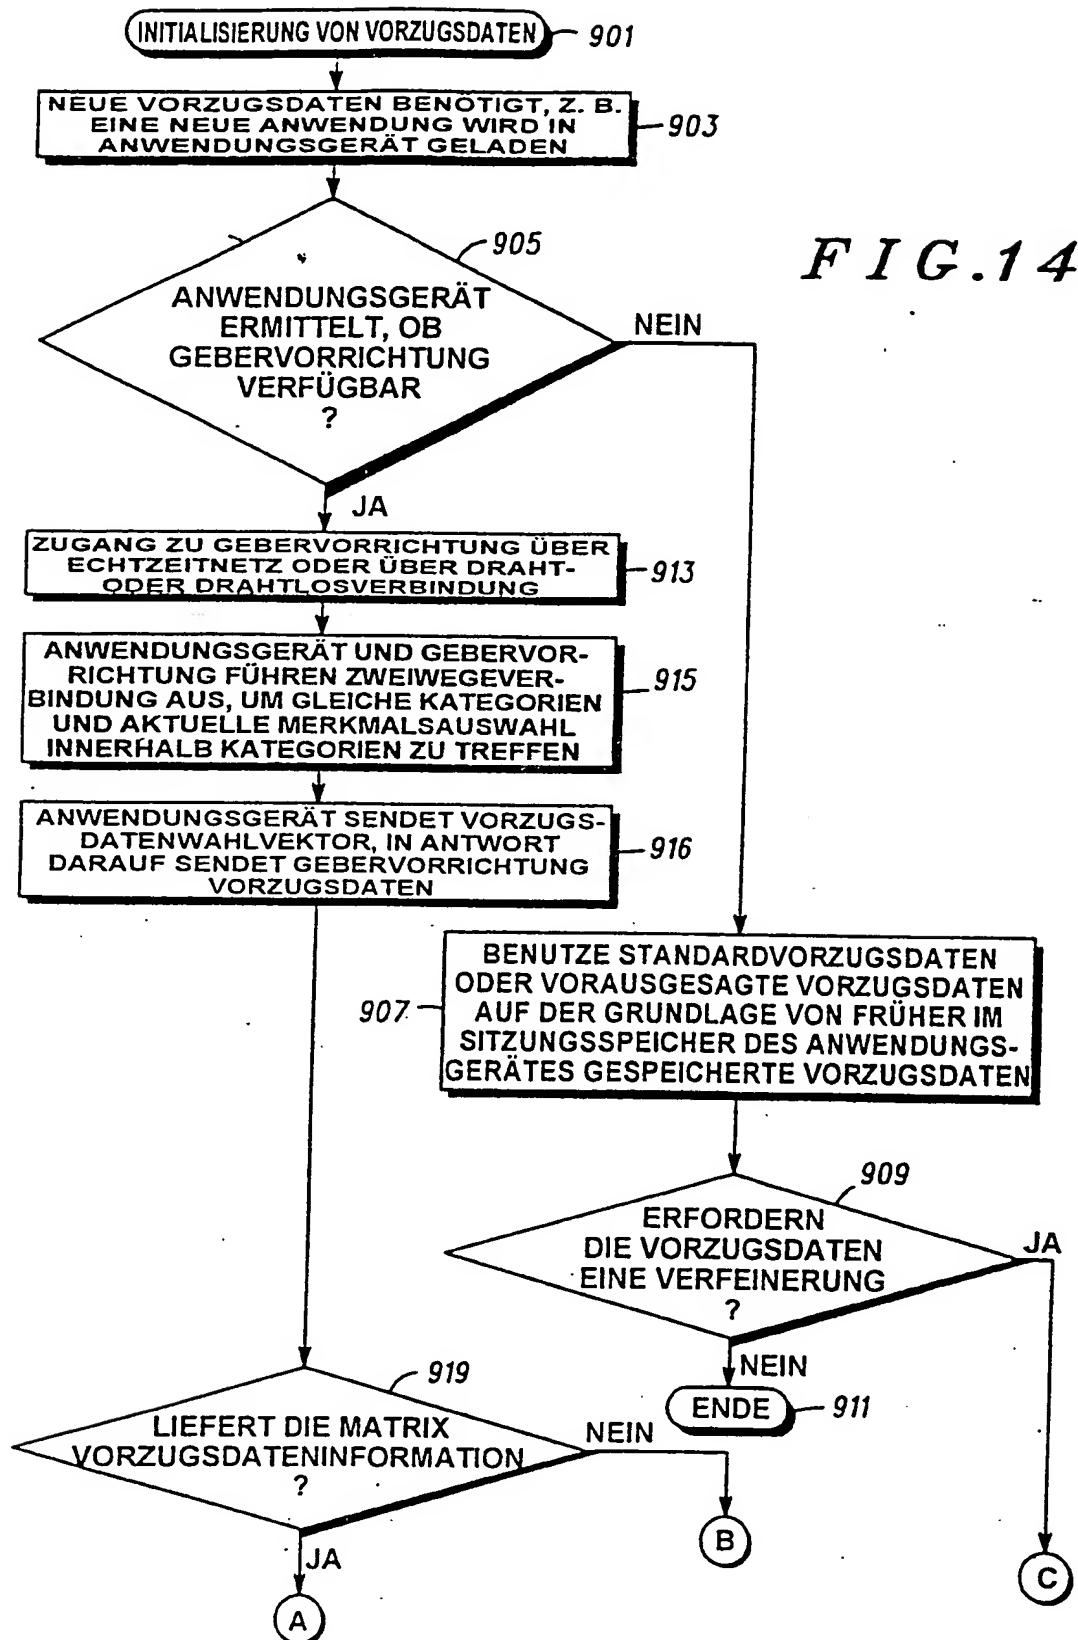 INITIALISIERUNG VON VORZUGSDATEN
901
NEUE VORZUGSDATEN BENÖTIGT, Z. B.
EINE NEUE ANWENDUNG WIRD IN
ANWENDUNGSGERÄT GELADEN
903
FIG.14
905
ANWENDUNGSGERÄT
ERMITTELT, OB
GEBERVORRICHTUNG
VERFÜGBAR
?
NEIN
JA
ZUGANG ZU GEBERVORRICHTUNG ÜBER
ECHTZEITNETZ ODER ÜBER DRAHT-
ODER DRAHTLOSVERBINDUNG
913
ANWENDUNGSGERÄT UND GEBERVOR-
RICHTUNG FÜHREN ZWEIWEGEVER-
BINDUNG AUS, UM GLEICHE KATEGORIEN
UND AKTUELLE MERKMALSAUSWAHL
INNERHALB KATEGORIEN ZU TREFFEN
915
ANWENDUNGSGERÄT SENDET VORZUGS-
DATENWAHLVEKTOR, IN ANTWORT
DARAUF SENDET GEBERVORRICHTUNG
VORZUGSDATEN
916
BENUTZE STANDARDVORZUGSDATEN
ODER VORAUSGESAGTE VORZUGSDATEN
AUF DER GRUNDLAGE VON FRÜHER IM
SITZUNGSSPEICHER DES ANWENDUNGS-
GERÄTES GESPEICHERTE VORZUGSDATEN
907
909
ERFORDERN
DIE VORZUGSDATEN
EINE VERFEINERUNG
?
JA
NEIN
ENDE
911
919
LIEFERT DIE MATRIX
VORZUGSDATENINFORMATION
?
NEIN
JA
B
C
A